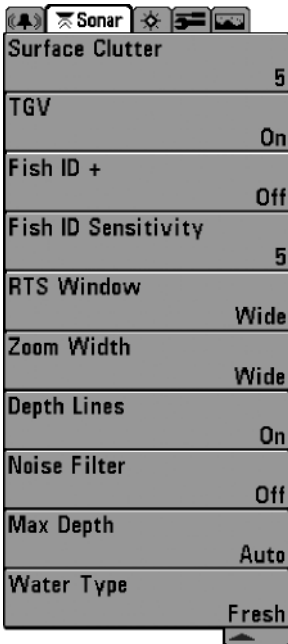 Sonar
Surface Clutter
5
TGV
On
Fish ID +
Off
Fish ID Sensitivity
5
RTS Window
Wide
Zoom Width
Wide
Depth Lines
On
Noise Filter
Off
Max Depth
Auto
Water Type
Fresh